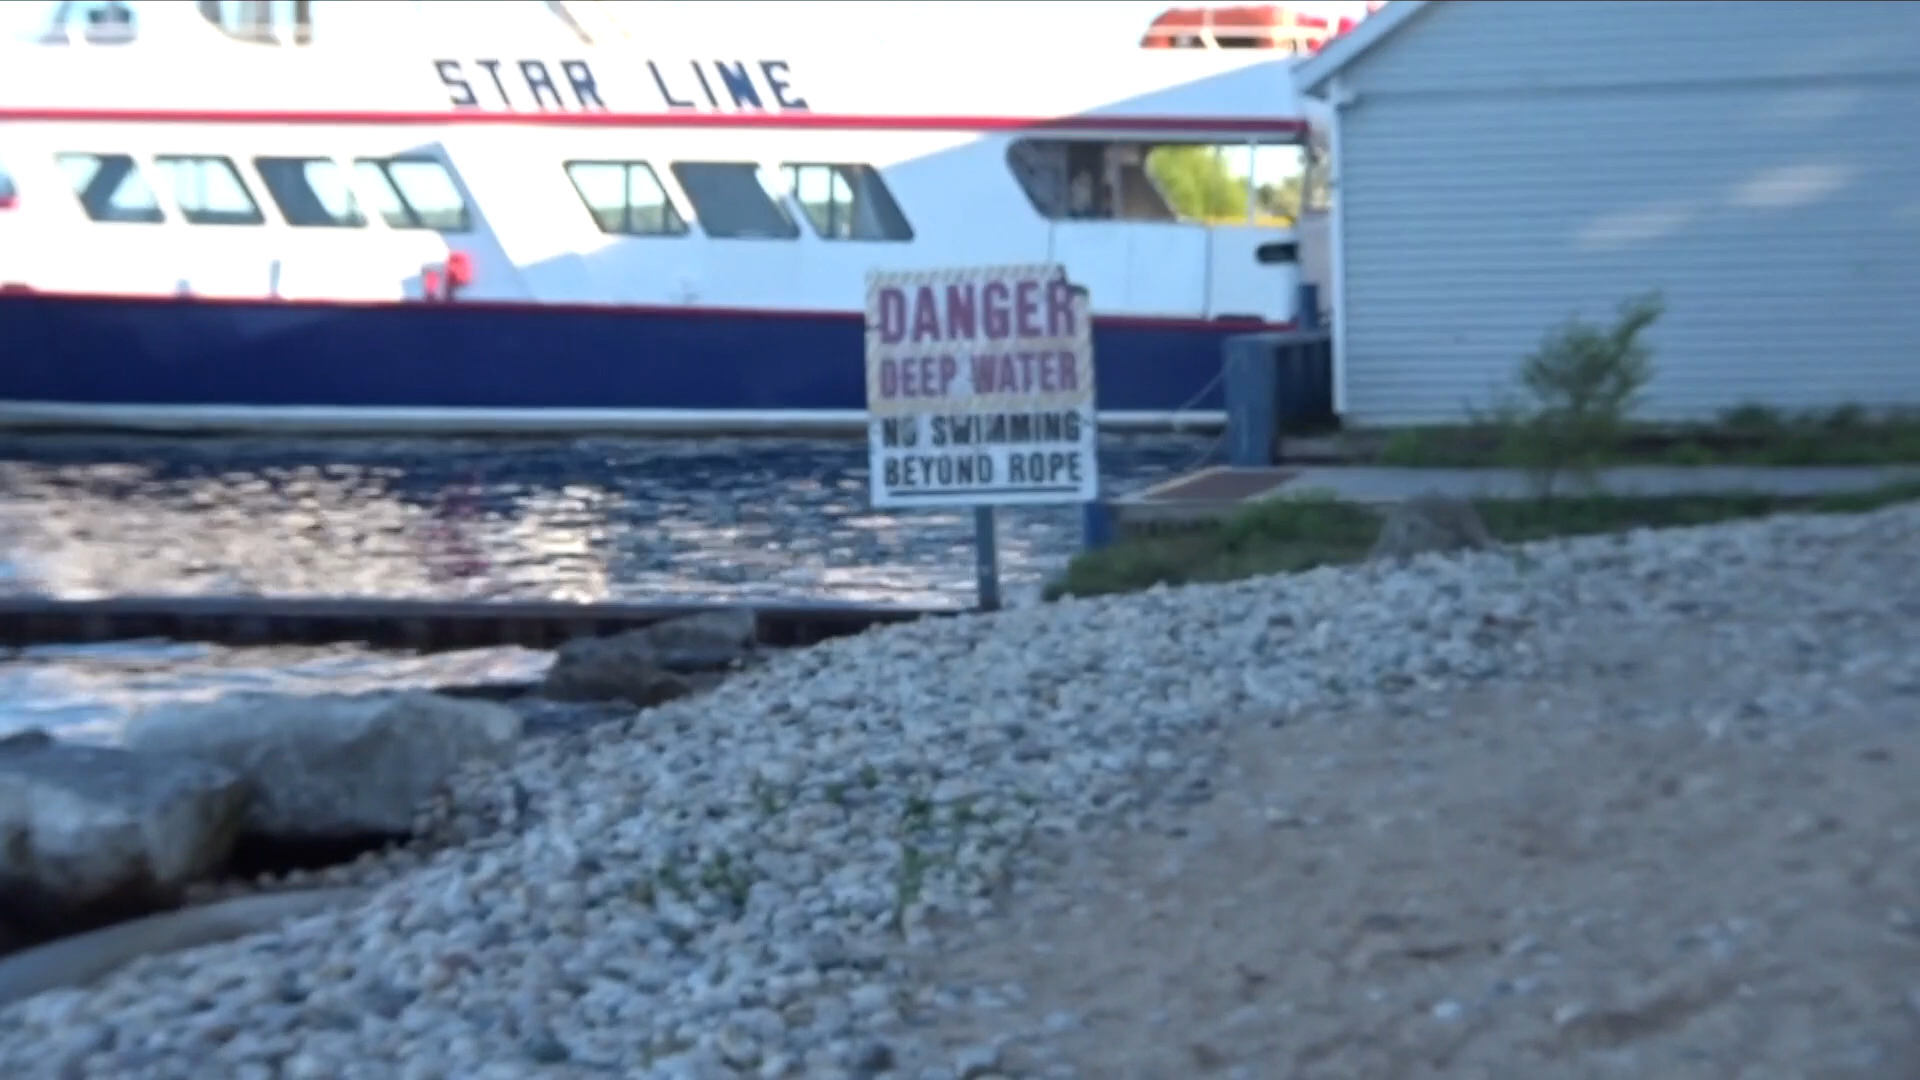 STAR LINE
DANGER
DEEP WATER
NO SWIMMING
BEYOND ROPE